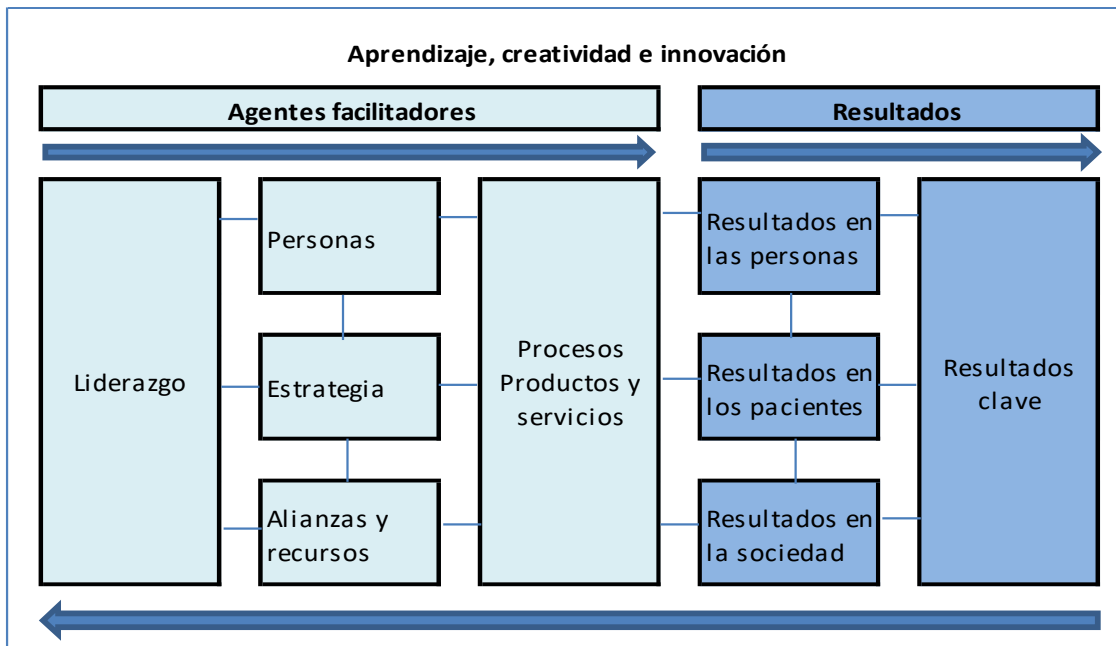 Aprendizaje, creatividad e innovación
Agentes facilitadores
Resultados
Liderazgo
Personas
Estrategia
Alianzas y
recursos
Procesos
Productos y
servicios
Resultados en
las personas
Resultados en
los pacientes
Resultados en
la sociedad
Resultados
clave